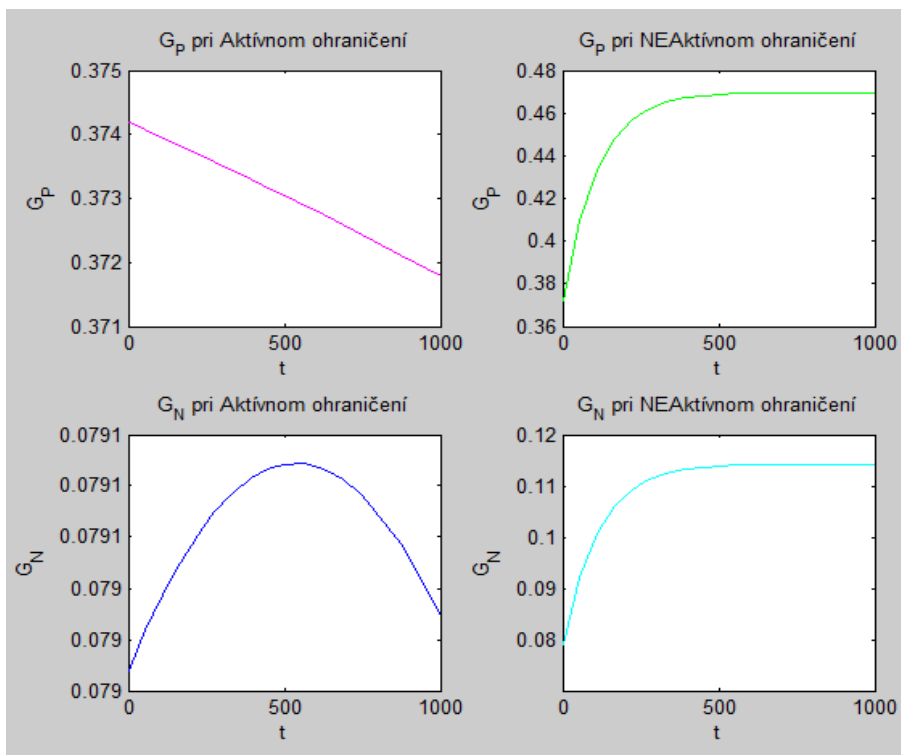 G_P pri Aktívnom ohraničení
0.375
0.374
0.373
0.372
0.371
G_P
0 500 1000
t
G_P pri NEAktívnom ohraničení
0.48
0.46
0.44
0.42
0.4
0.38
0.36
G_P
0 500 1000
t
G_N pri Aktívnom ohraničení
0.0791
0.0791
0.0791
0.079
0.079
0.079
G_N
0 500 1000
t
G_N pri NEAktívnom ohraničení
0.12
0.11
0.1
0.09
0.08
G_N
0 500 1000
t